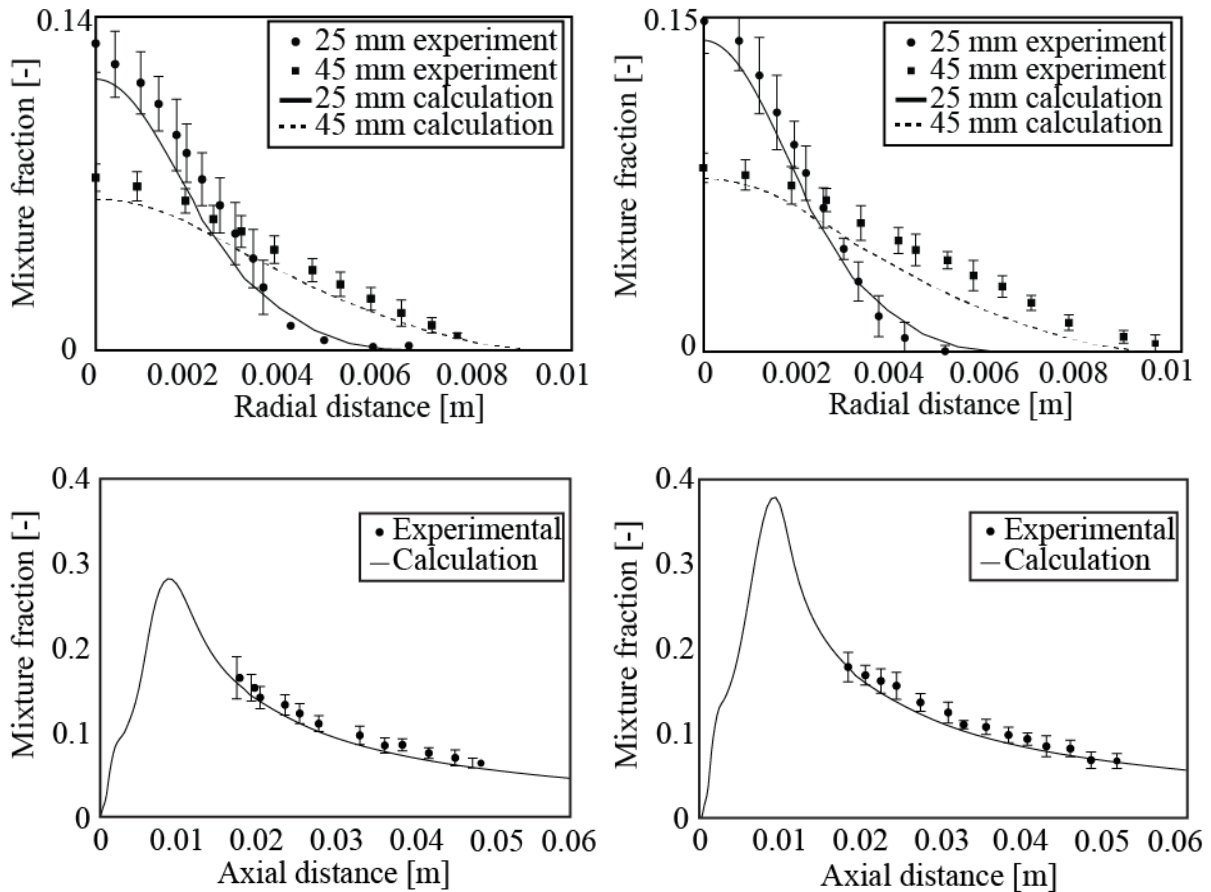 0.14
Mixture fraction [-]
25 mm experiment
45 mm experiment
25 mm calculation
45 mm calculation
0
0 0.002 0.004 0.006 0.008 0.01
Radial distance [m]
0.15
Mixture fraction [-]
25 mm experiment
45 mm experiment
25 mm calculation
45 mm calculation
0
0 0.002 0.004 0.006 0.008 0.01
Radial distance [m]
0.4
0.3
0.2
0.1
0
Mixture fraction [-]
Experimental
Calculation
0 0.01 0.02 0.03 0.04 0.05 0.06
Axial distance [m]
0.4
0.3
0.2
0.1
0
Mixture fraction [-]
Experimental
Calculation
0 0.01 0.02 0.03 0.04 0.05 0.06
Axial distance [m]